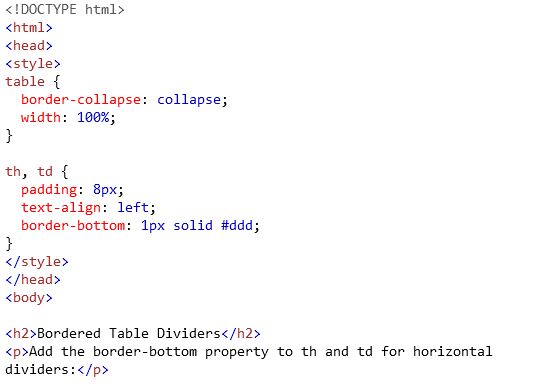 <!DOCTYPE html>
<html>
<head>
<style>
table {
  border-collapse: collapse;
  width: 100%;
}

th, td {
  padding: 8px;
  text-align: left;
  border-bottom: 1px solid #ddd;
}
</style>
</head>
<body>

<h2>Bordered Table Dividers</h2>
<p>Add the border-bottom property to th and td for horizontal
dividers:</p>